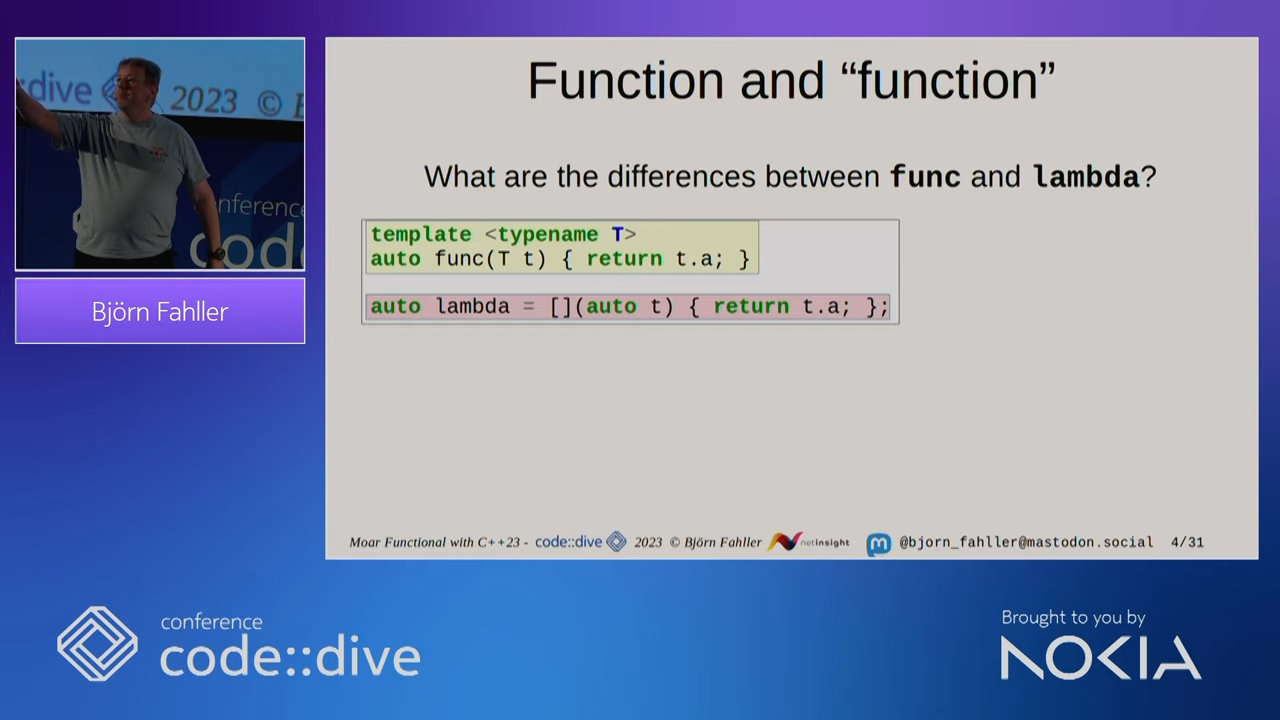 dive 2023 ©
conference
cod
Björn Fahller
Function and “function”
What are the differences between func and lambda?
template <typename T>
auto func(T t) { return t.a; }
auto lambda = [](auto t) { return t.a; };
Moar Functional with C++23 - code::dive 2023 © Björn Fahller netinsight @bjorn_fahller@mastodon.social 4/31
conference
code::dive
Brought to you by
NOKIA